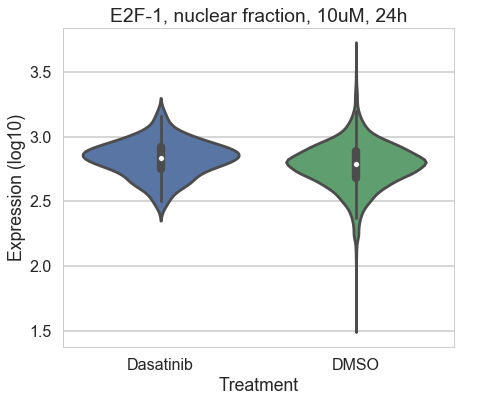 E2F-1, nuclear fraction, 10uM, 24h
Expression (log10)
3.5
3.0
2.5
2.0
1.5
Dasatinib DMSO
Treatment